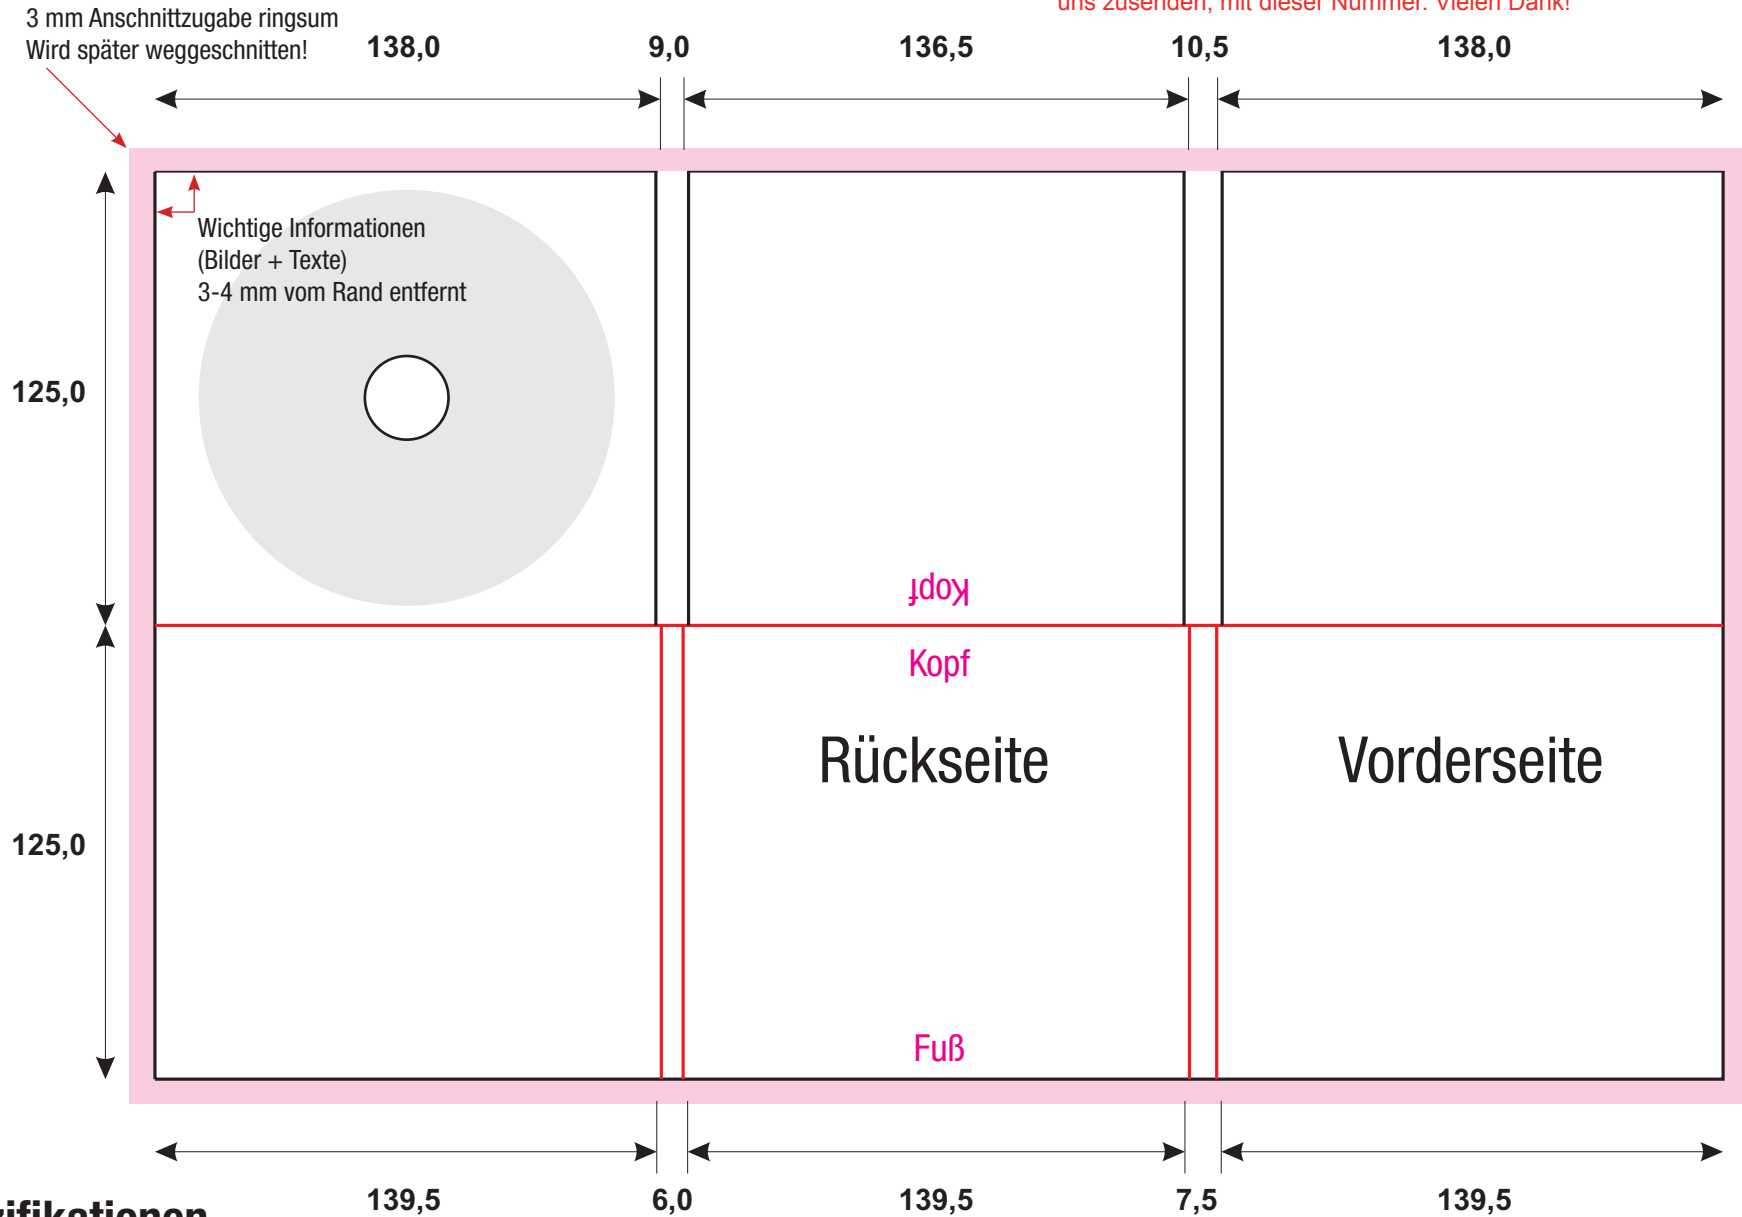 uns zusenden, mit dieser Nummer. Vielen Dank!
3 mm Anschnittzugabe ringsum
Wird später weggeschnitten!
138,0
9,0
136,5
10,5
138,0
Wichtige Informationen
(Bilder + Texte)
3-4 mm vom Rand entfernt
125,0
Kopf
Kopf
Rückseite
Vorderseite
125,0
Fuß
139,5
6,0
139,5
7,5
139,5